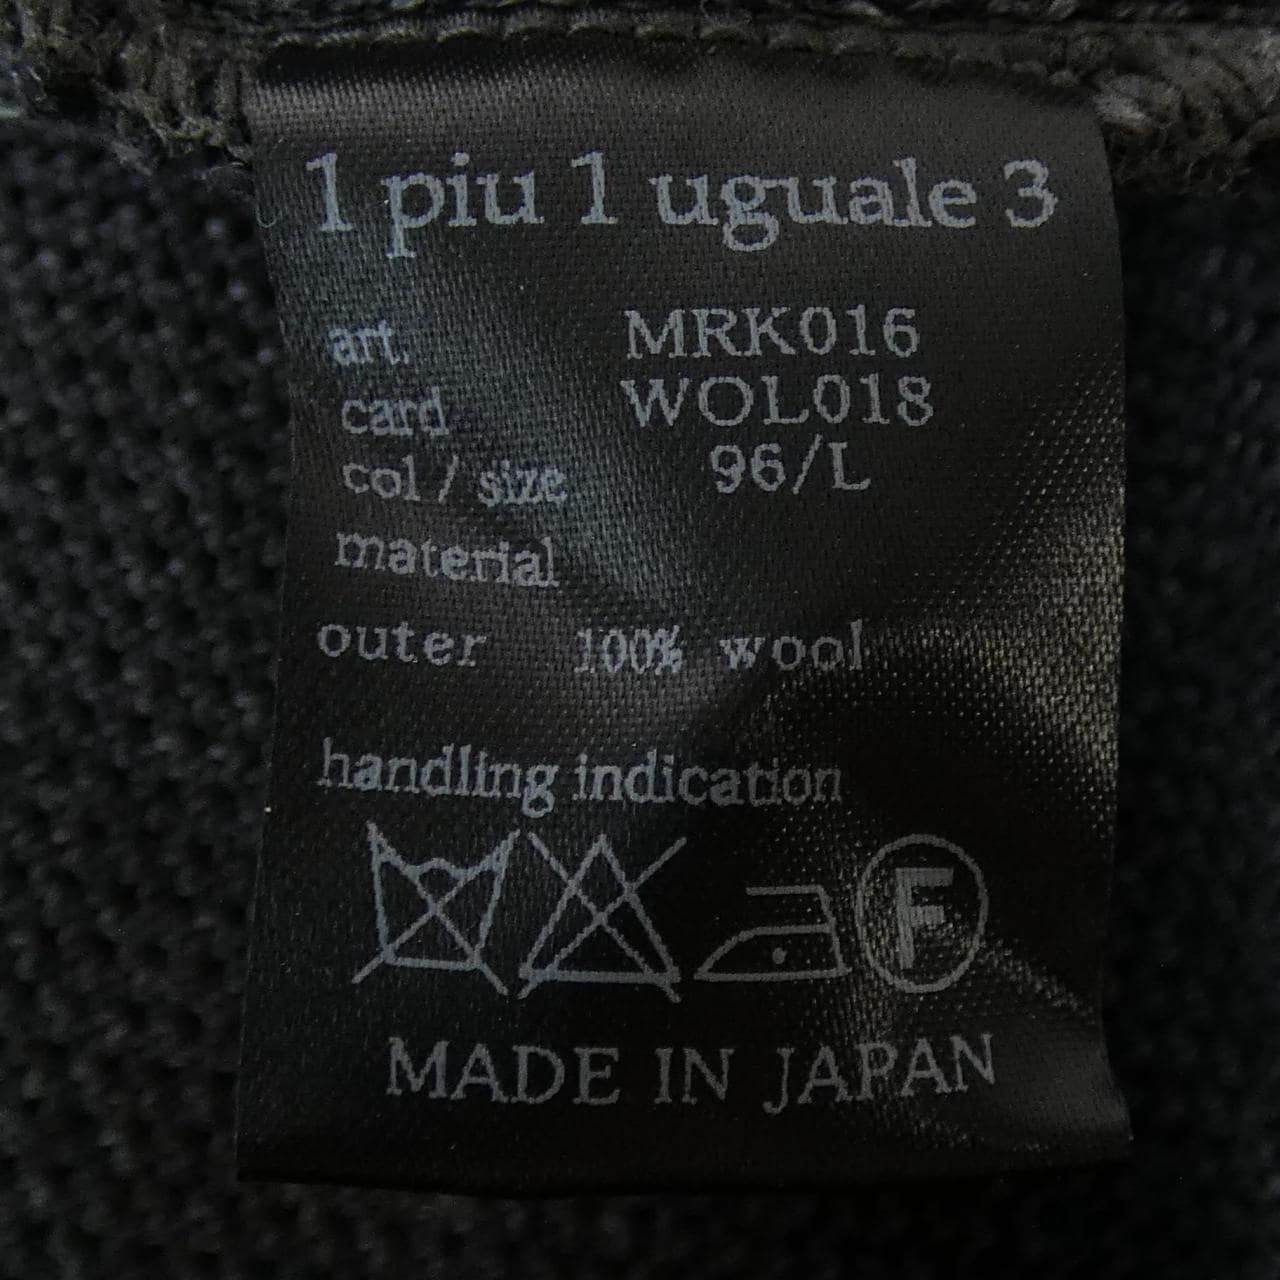 1 piu 1 uguale 3
art. MRK016
card WOL018
col / size 96/L
material
outer 100% wool
handling indication
F
MADE IN JAPAN